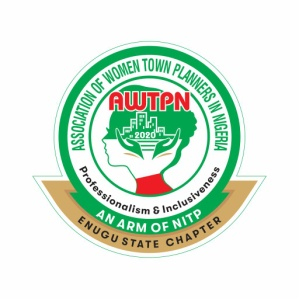 ASSOCIATION OF WOMEN TOWN PLANNERS IN NIGERIA
AWTPN
2020
Professionalism & Inclusiveness
AN ARM OF NITP
ENUGU STATE CHAPTER